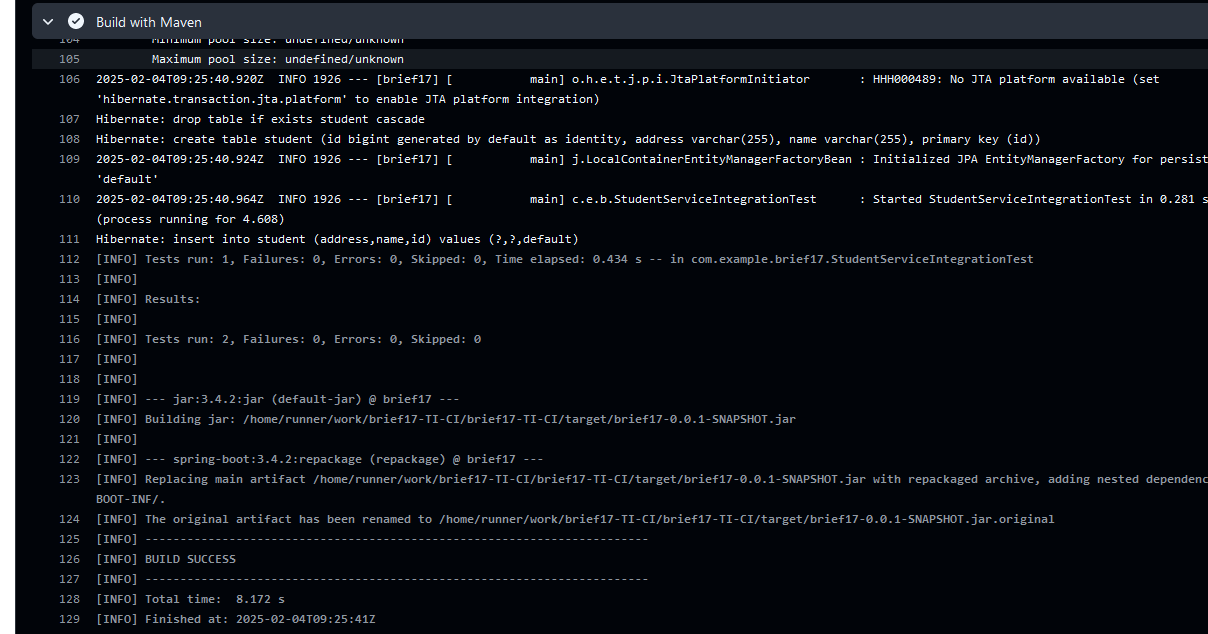 Build with Maven
104 Minimum pool size: undefined/unknown
105 Maximum pool size: undefined/unknown
106 2025-02-04T09:25:40.920Z  INFO 1926 --- [brief17] [           main] o.h.e.t.j.p.i.JtaPlatformInitiator       : HHH000489: No JTA platform available (set
'hibernate.transaction.jta.platform' to enable JTA platform integration)
107 Hibernate: drop table if exists student cascade
108 Hibernate: create table student (id bigint generated by default as identity, address varchar(255), name varchar(255), primary key (id))
109 2025-02-04T09:25:40.924Z  INFO 1926 --- [brief17] [           main] j.LocalContainerEntityManagerFactoryBean : Initialized JPA EntityManagerFactory for persist
'default'
110 2025-02-04T09:25:40.964Z  INFO 1926 --- [brief17] [           main] c.e.b.StudentServiceIntegrationTest      : Started StudentServiceIntegrationTest in 0.281 s
(process running for 4.608)
111 Hibernate: insert into student (address,name,id) values (?,?,default)
112 [INFO] Tests run: 1, Failures: 0, Errors: 0, Skipped: 0, Time elapsed: 0.434 s -- in com.example.brief17.StudentServiceIntegrationTest
113 [INFO]
114 [INFO] Results:
115 [INFO]
116 [INFO] Tests run: 2, Failures: 0, Errors: 0, Skipped: 0
117 [INFO]
118 [INFO]
119 [INFO] --- jar:3.4.2:jar (default-jar) @ brief17 ---
120 [INFO] Building jar: /home/runner/work/brief17-TI-CI/brief17-TI-CI/target/brief17-0.0.1-SNAPSHOT.jar
121 [INFO]
122 [INFO] --- spring-boot:3.4.2:repackage (repackage) @ brief17 ---
123 [INFO] Replacing main artifact /home/runner/work/brief17-TI-CI/brief17-TI-CI/target/brief17-0.0.1-SNAPSHOT.jar with repackaged archive, adding nested dependenc
BOOT-INF/.
124 [INFO] The original artifact has been renamed to /home/runner/work/brief17-TI-CI/brief17-TI-CI/target/brief17-0.0.1-SNAPSHOT.jar.original
125 [INFO] ------------------------------------------------------------------------
126 [INFO] BUILD SUCCESS
127 [INFO] ------------------------------------------------------------------------
128 [INFO] Total time:  8.172 s
129 [INFO] Finished at: 2025-02-04T09:25:41Z